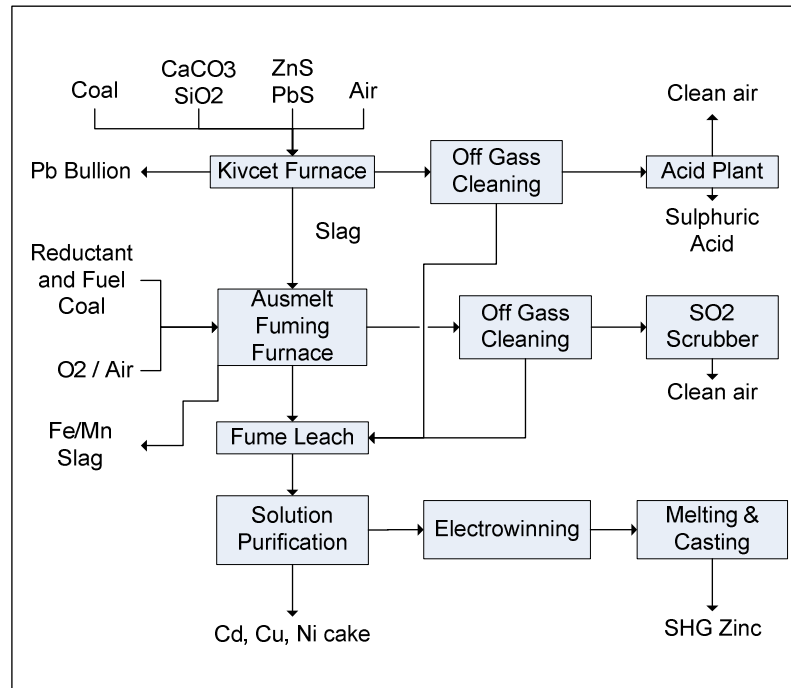 Coal
CaCO3
SiO2
ZnS
PbS
Air
Clean air
Pb Bullion
Kivcet Furnace
Off Gass
Cleaning
Acid Plant
Sulphuric
Acid
Slag
Reductant
and Fuel
Coal
Ausmelt
Fuming
Furnace
Off Gass
Cleaning
SO2
Scrubber
O2 / Air
Clean air
Fe/Mn
Slag
Fume Leach
Solution
Purification
Electrowinning
Melting &
Casting
Cd, Cu, Ni cake
SHG Zinc